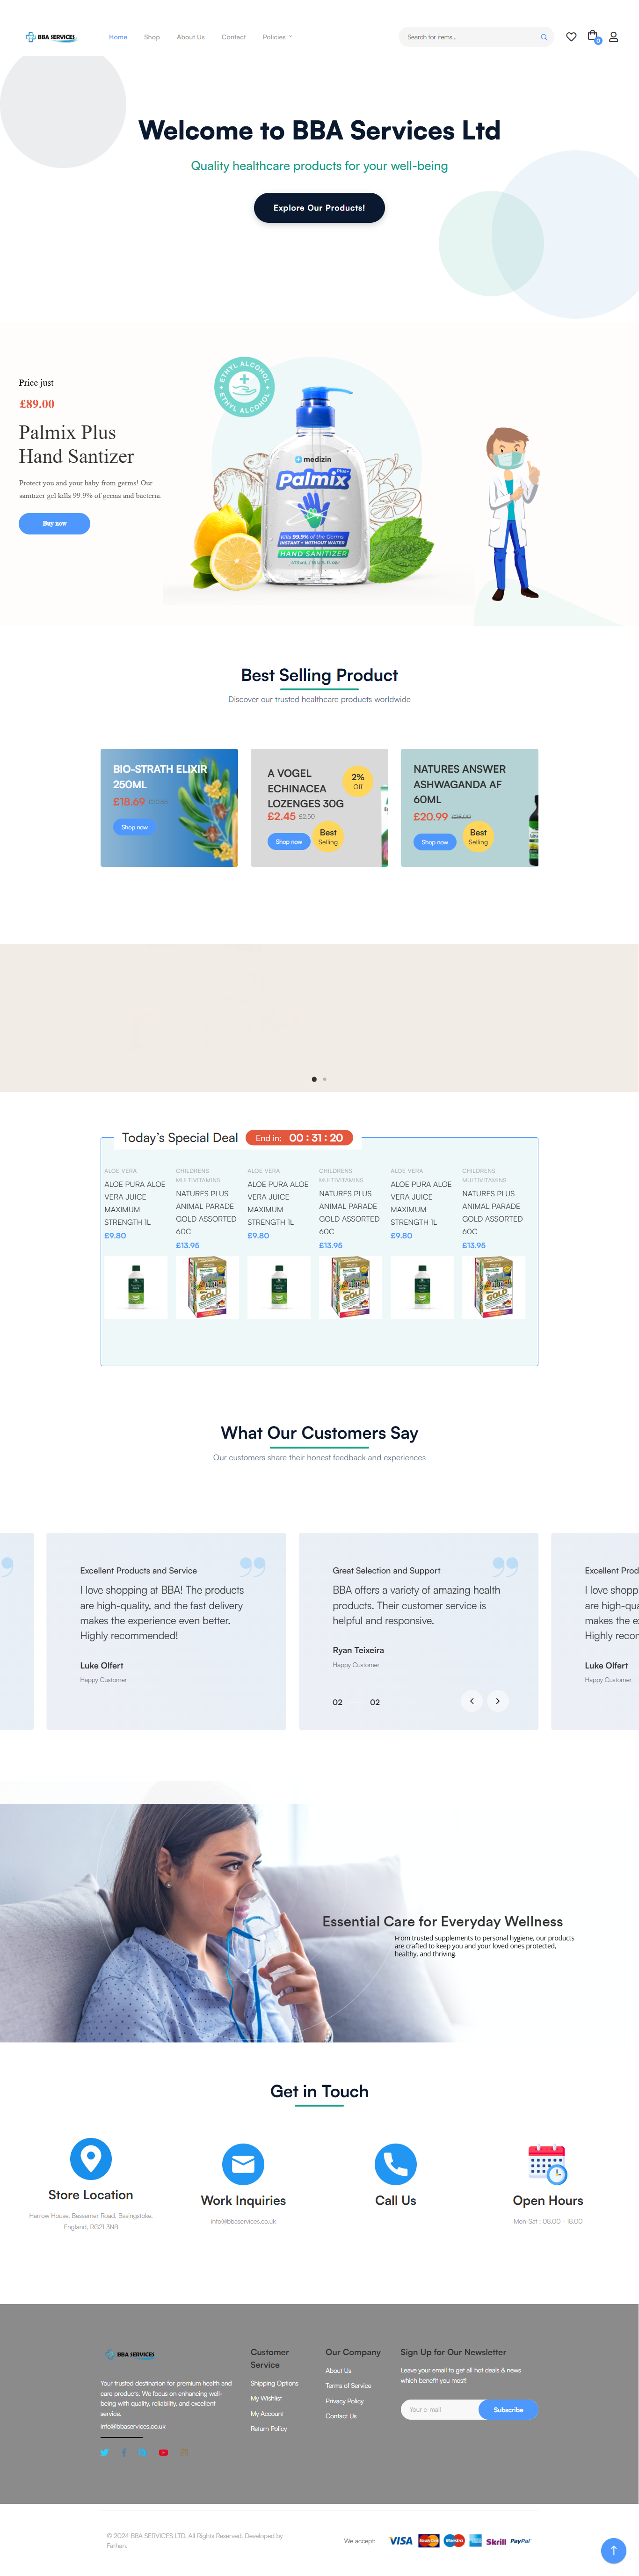 BBA SERVICES
Home Shop About Us Contact Policies
Search for items...
0
Welcome to BBA Services Ltd
Quality healthcare products for your well-being
Explore Our Products!
Price just
£89.00
Palmix Plus
Hand Sanitizer
Protect you and your baby from germs! Our
sanitizer gel kills 99.9% of germs and bacteria.
Buy now
ETHYL ALCOHOL
ETHYL ALCOHOL
medizin
Palmix Plus+
Kills 99.9% of the Germs
INSTANT • WITHOUT WATER
HAND SANITIZER
Best Selling Product
Discover our trusted healthcare products worldwide
BIO-STRATH ELIXIR
250ML
£18.69
Shop now
A VOGEL
ECHINACEA
LOZENGES 30G
£2.45 £2.50
2%
Off
Shop now
Best
Selling
NATURES ANSWER
ASHWAGANDA AF
60ML
£20.99 £25.00
Shop now
Best
Selling
Today's Special Deal
End in: 00 : 31 : 20
ALOE VERA
ALOE PURA ALOE
VERA JUICE
MAXIMUM
STRENGTH 1L
£9.80
CHILDRENS
MULTIVITAMINS
NATURES PLUS
ANIMAL PARADE
GOLD ASSORTED
60C
£13.95
GOLD
ALOE VERA
ALOE PURA ALOE
VERA JUICE
MAXIMUM
STRENGTH 1L
£9.80
CHILDRENS
MULTIVITAMINS
NATURES PLUS
ANIMAL PARADE
GOLD ASSORTED
60C
£13.95
GOLD
ALOE VERA
ALOE PURA ALOE
VERA JUICE
MAXIMUM
STRENGTH 1L
£9.80
CHILDRENS
MULTIVITAMINS
NATURES PLUS
ANIMAL PARADE
GOLD ASSORTED
60C
£13.95
GOLD
What Our Customers Say
Our customers share their honest feedback and experiences
Excellent Products and Service
I love shopping at BBA! The products
are high-quality, and the fast delivery
makes the experience even better.
Highly recommended!
Luke Olfert
Happy Customer
Great Selection and Support
BBA offers a variety of amazing health
products. Their customer service is
helpful and responsive.
Ryan Teixeira
Happy Customer
02 02
Excellent Prod
I love shopp
are high-qua
makes the e
Highly recor
Luke Olfert
Happy Customer
Essential Care for Everyday Wellness
From trusted supplements to personal hygiene, our products
are crafted to keep you and your loved ones protected,
healthy, and thriving.
Get in Touch
Store Location
Harrow House, Bessemer Road, Basingstoke,
England, RG21 3NB
Work Inquiries
info@bbaservices.co.uk
Call Us
Open Hours
Mon-Sat : 08.00 - 18.00
BBA SERVICES
Your trusted destination for premium health and
care products. We focus on enhancing well-
being with quality, reliability, and excellent
service.
info@bbaservices.co.uk
Customer
Service
Shipping Options
My Wishlist
My Account
Return Policy
Our Company
About Us
Terms of Service
Privacy Policy
Contact Us
Sign Up for Our Newsletter
Leave your email to get all hot deals & news
which benefit you most!
Your e-mail
Subscribe
© 2024 BBA SERVICES LTD. All Rights Reserved. Developed by
Farhan.
We accept:
VISA MasterCard Maestro Skrill PayPal